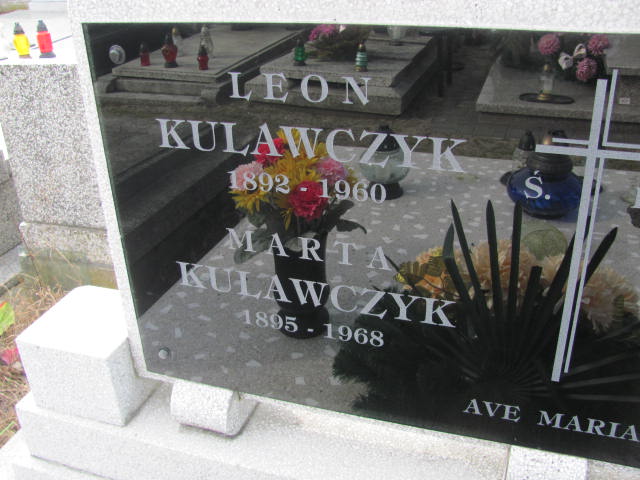 LEON
KULAWCZYK
1892 - 1960
Ś.
MARTA
KULAWCZYK
1895 - 1968
AVE MARIA